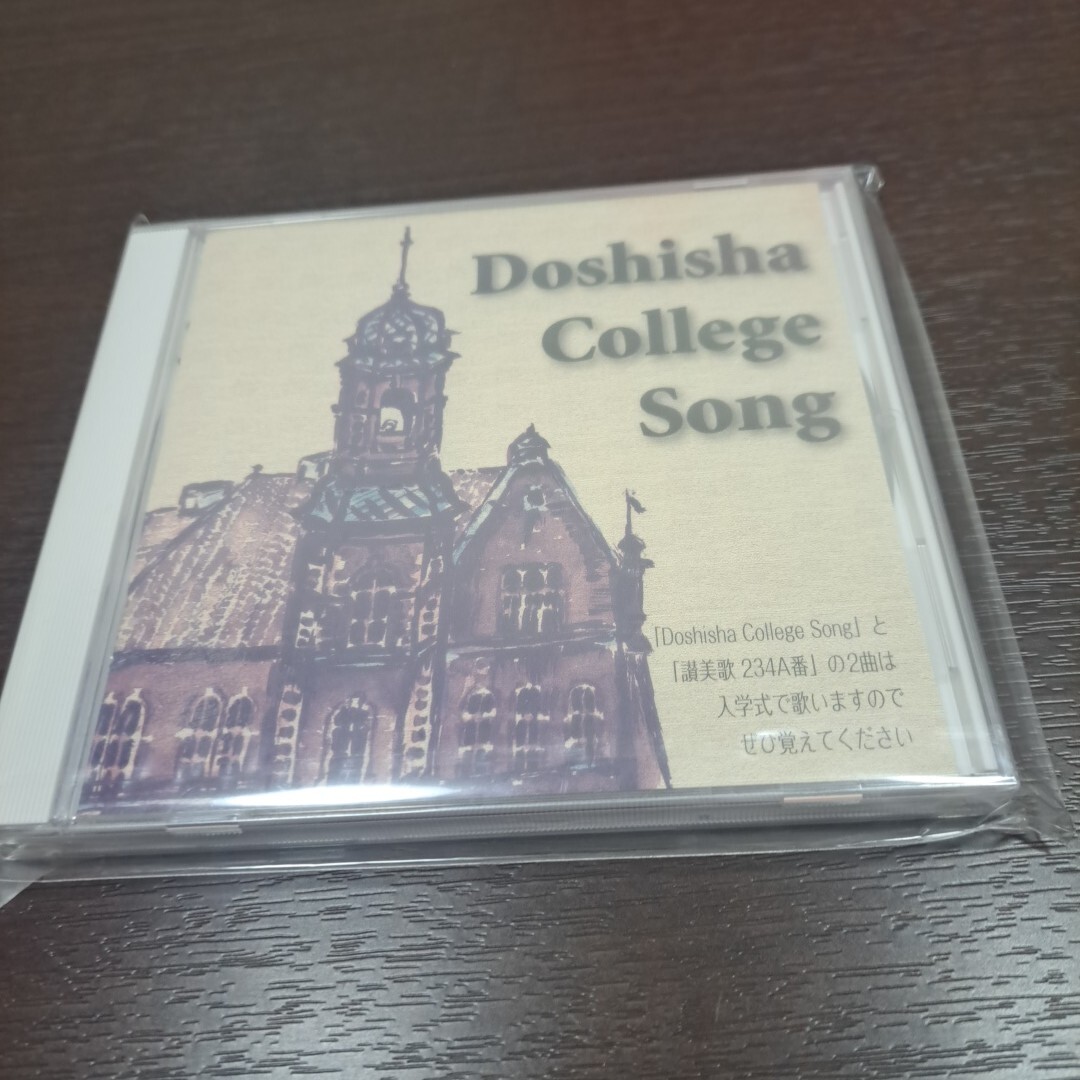 Doshisha
College
Song
「Doshisha College Song」と
「讃美歌 234A番」の2曲は
入学式で歌いますので
ぜひ覚えてください